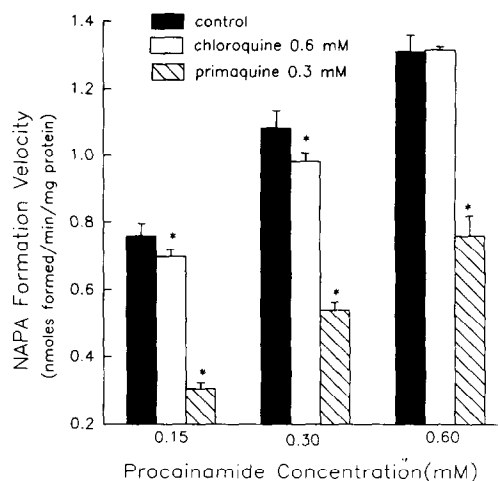 control
chloroquine 0.6 mM
primaquine 0.3 mM
NAPA Formation Velocity
(nmoles formed/min/mg protein)
1.4
1.2
1.0
0.8
0.6
0.4
0.2
*
*
*
*
*
0.15
0.30
0.60
Procainamide Concentration(mM)